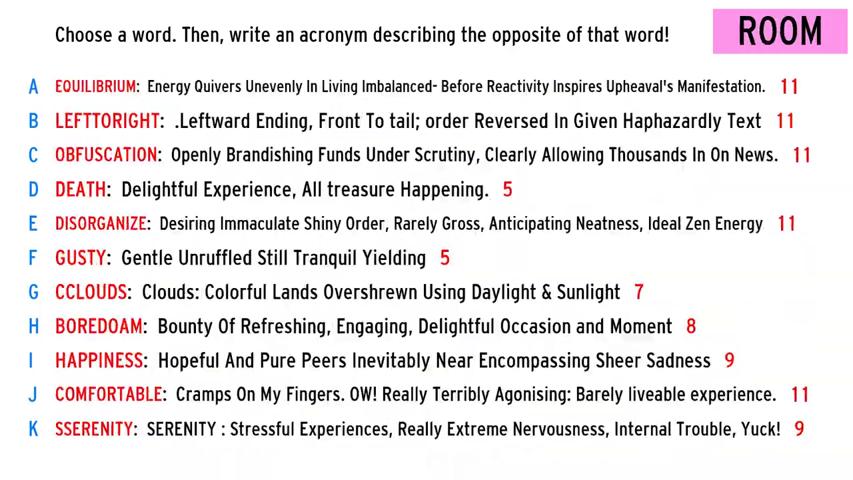 Choose a word. Then, write an acronym describing the opposite of that word!
ROOM
A EQUILIBRIUM: Energy Quivers Unevenly In Living Imbalanced- Before Reactivity Inspires Upheaval's Manifestation. 11
B LEFTTORIGHT: .Leftward Ending, Front To tail; order Reversed In Given Haphazardly Text 11
C OBFUSCATION: Openly Brandishing Funds Under Scrutiny, Clearly Allowing Thousands In On News. 11
D DEATH: Delightful Experience, All treasure Happening. 5
E DISORGANIZE: Desiring Immaculate Shiny Order, Rarely Gross, Anticipating Neatness, Ideal Zen Energy 11
F GUSTY: Gentle Unruffled Still Tranquil Yielding 5
G CCLOUDS: Clouds: Colorful Lands Overshrewn Using Daylight & Sunlight 7
H BOREDOAM: Bounty Of Refreshing, Engaging, Delightful Occasion and Moment 8
I HAPPINESS: Hopeful And Pure Peers Inevitably Near Encompassing Sheer Sadness 9
J COMFORTABLE: Cramps On My Fingers. OW! Really Terribly Agonising: Barely liveable experience. 11
K SSERENITY: SERENITY : Stressful Experiences, Really Extreme Nervousness, Internal Trouble, Yuck! 9